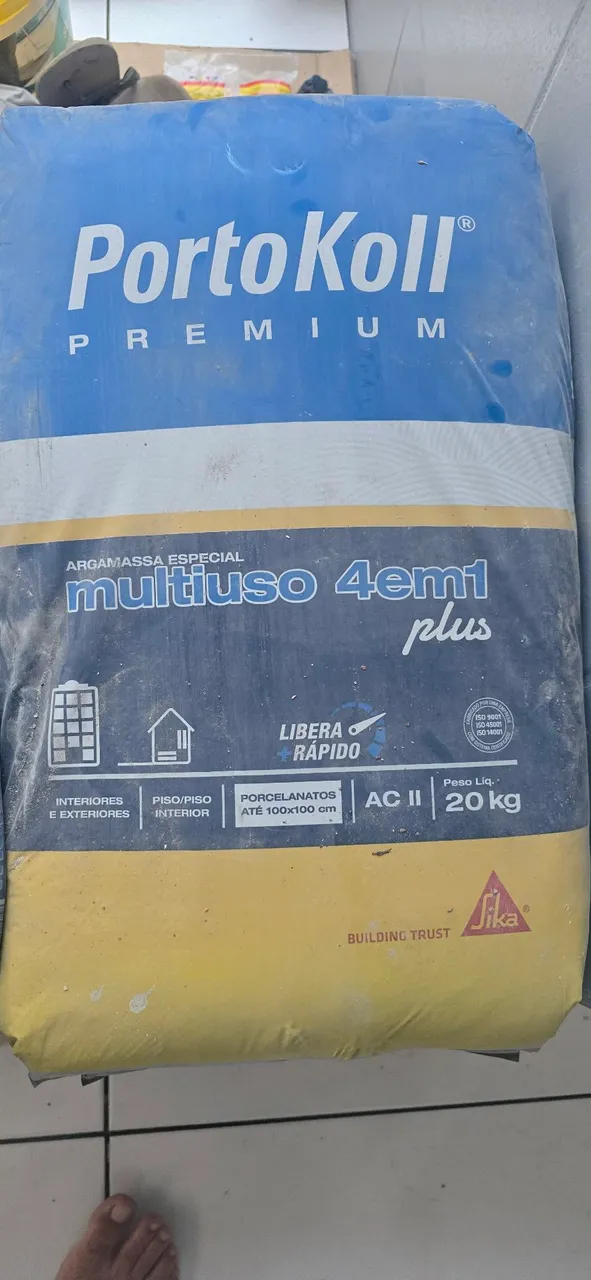 PortoKoll®
PREMIUM
ARGAMASSA ESPECIAL
multiuso 4em1
plus
LIBERA
+RÁPIDO
ISO 9001
ISO 45001
ISO 14001
INTERIORES
E EXTERIORES
PISO/PISO
INTERIOR
PORCELANATOS
ATÉ 100x100 cm
AC II
Peso Liq.
20 kg
BUILDING TRUST
Sika®